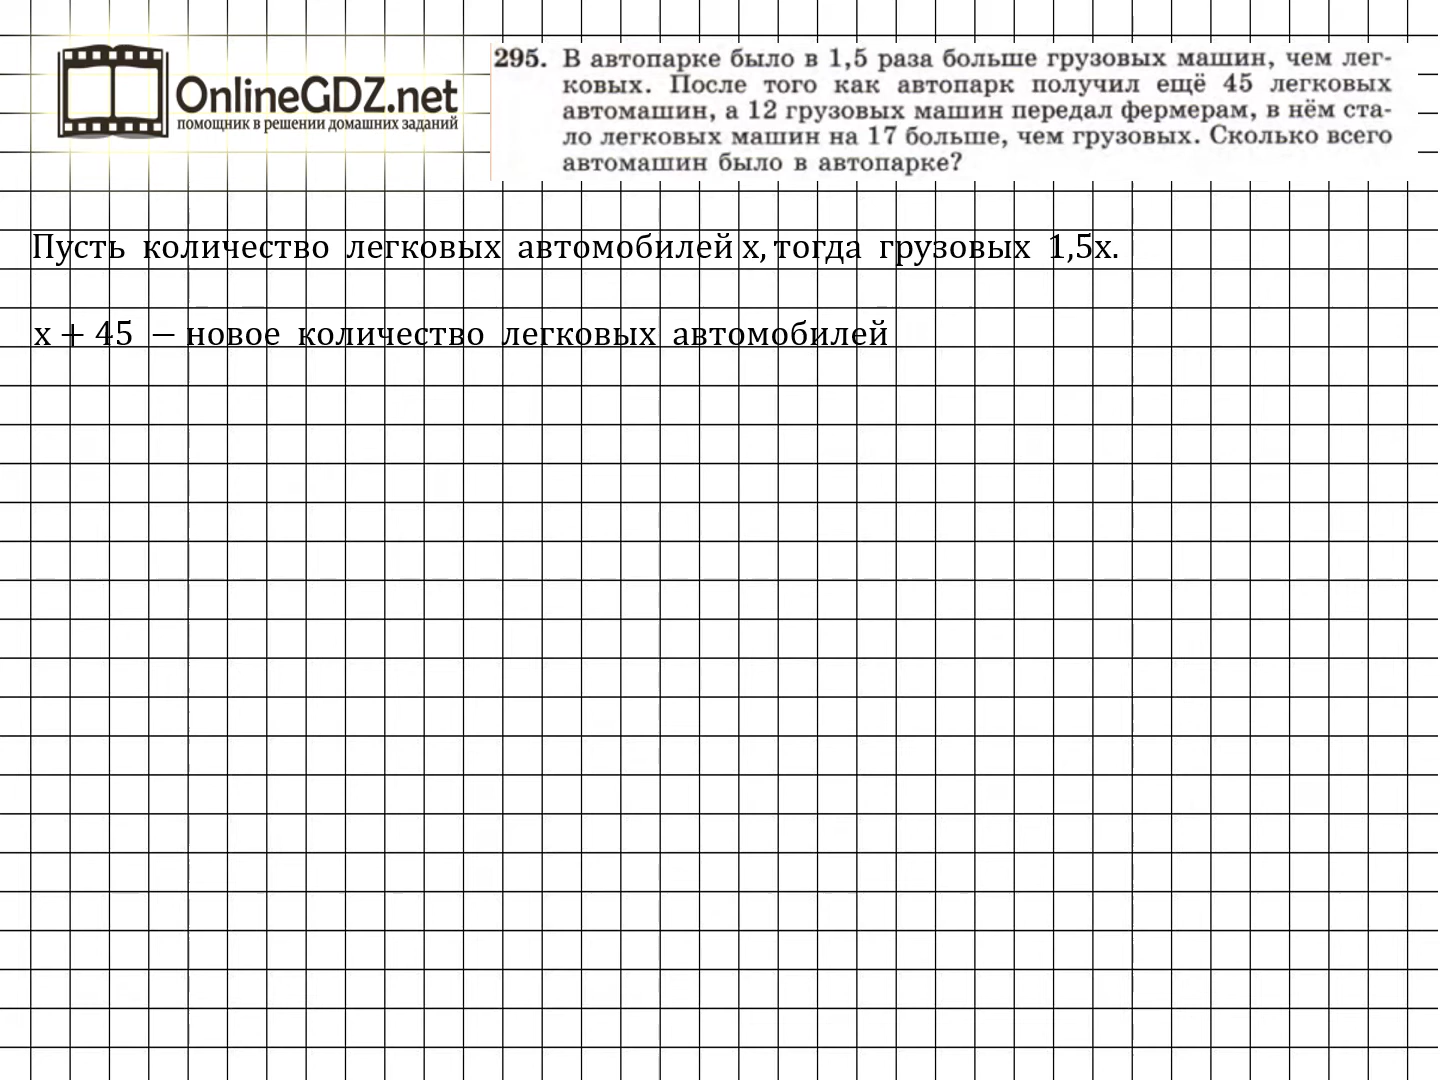 OnlineGDZ.net
помощник в решении домашних заданий
295. В автопарке было в 1,5 раза больше грузовых машин, чем лег-
ковых. После того как автопарк получил ещё 45 легковых
автомашин, а 12 грузовых машин передал фермерам, в нём ста-
ло легковых машин на 17 больше, чем грузовых. Сколько всего
автомашин было в автопарке?
Пусть количество легковых автомобилей x, тогда грузовых 1,5x.
x + 45 − новое количество легковых автомобилей